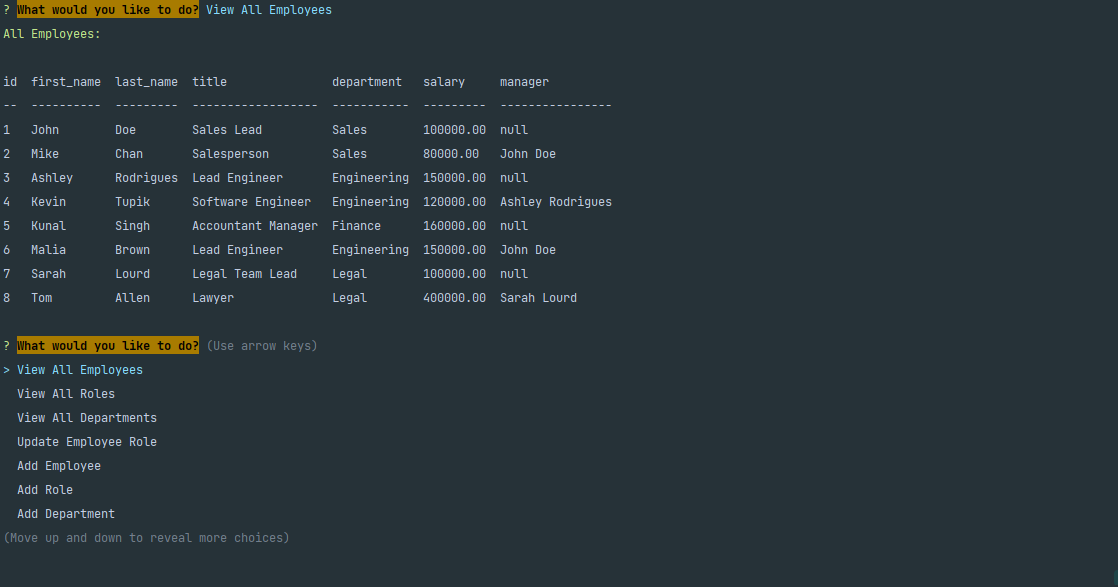 ? What would you like to do? View All Employees
All Employees:
id  first_name  last_name  title               department   salary     manager
--  ----------  ---------  ------------------  -----------  ---------  ----------------
1   John        Doe        Sales Lead          Sales        100000.00  null
2   Mike        Chan       Salesperson         Sales        80000.00   John Doe
3   Ashley      Rodrigues  Lead Engineer       Engineering  150000.00  null
4   Kevin       Tupik      Software Engineer   Engineering  120000.00  Ashley Rodrigues
5   Kunal       Singh      Accountant Manager  Finance      160000.00  null
6   Malia       Brown      Lead Engineer       Engineering  150000.00  John Doe
7   Sarah       Lourd      Legal Team Lead     Legal        100000.00  null
8   Tom         Allen      Lawyer              Legal        400000.00  Sarah Lourd
? What would you like to do? (Use arrow keys)
> View All Employees
  View All Roles
  View All Departments
  Update Employee Role
  Add Employee
  Add Role
  Add Department
(Move up and down to reveal more choices)